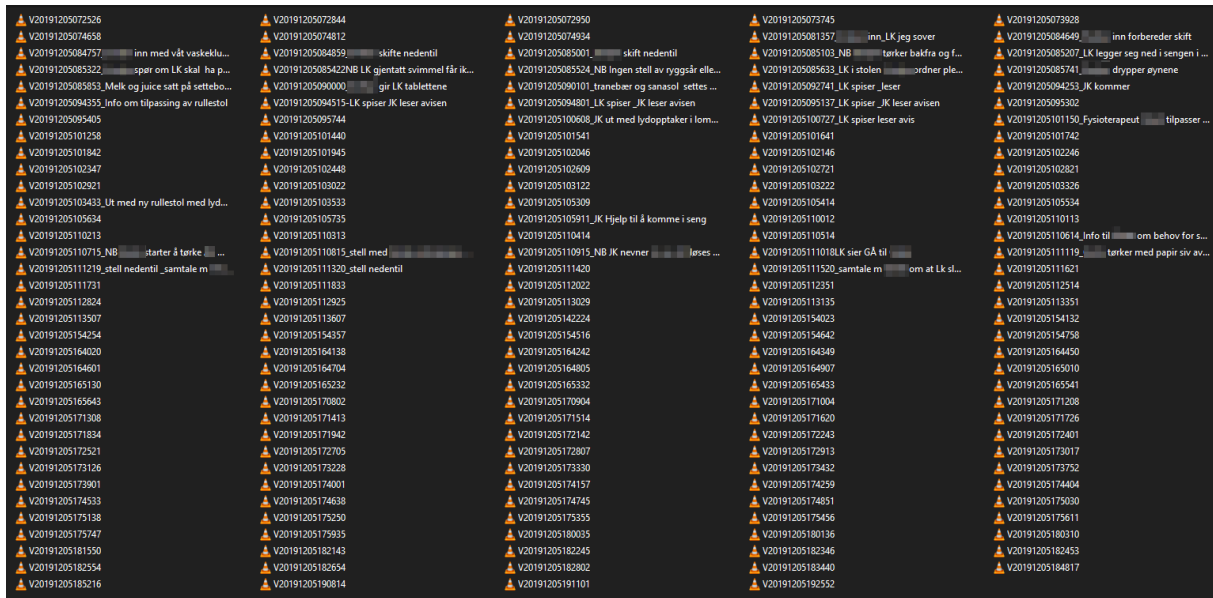 V20191205072526 V20191205072844 V20191205072950 V20191205073745 V20191205073928
V20191205074658 V20191205074812 V20191205074934 V20191205081357_ inn_LK jeg sover V20191205084649_ inn forbereder skift
V20191205084757_ inn med våt vaskeklu... V20191205084859_ skifte nedentil V20191205085001_ skift nedentil V20191205085103_NB tørker bakfra og f... V20191205085207_LK legger seg ned i sengen i ...
V20191205085322_ spør om LK skal ha p... V20191205085422NB LK gjentatt svimmel får ik... V20191205085524_NB Ingen stell av ryggsår elle... V20191205085633_LK i stolen ordner ple... V20191205085741_ drypper øynene
V20191205085853_Melk og juice satt på settebo... V20191205090000_ gir LK tablettene V20191205090101_tranebær og sanasol settes ... V20191205092741_LK spiser _leser V20191205094253_JK kommer
V20191205094355_Info om tilpassing av rullestol V20191205094515-LK spiser JK leser avisen V20191205094801_LK spiser _JK leser avisen V20191205095137_LK spiser _JK leser avisen V20191205095302
V20191205095405 V20191205095744 V20191205100608_JK ut med lydopptaker i lom... V20191205100727_LK spiser leser avis V20191205101150_Fysioterapeut tilpasser ...
V20191205101258 V20191205101440 V20191205101541 V20191205101641 V20191205101742
V20191205101842 V20191205101945 V20191205102046 V20191205102146 V20191205102246
V20191205102347 V20191205102448 V20191205102609 V20191205102721 V20191205102821
V20191205102921 V20191205103022 V20191205103122 V20191205103222 V20191205103326
V20191205103433_Ut med ny rullestol med lyd... V20191205103533 V20191205105309 V20191205105414 V20191205105534
V20191205105634 V20191205105735 V20191205105911_JK Hjelp til å komme i seng V20191205110012 V20191205110113
V20191205110213 V20191205110313 V20191205110414 V20191205110514 V20191205110614_Info til om behov for s...
V20191205110715_NB starter å tørke ... V20191205110815_stell med V20191205110915_NB JK nevner løses ... V20191205111018LK sier GÅ til V20191205111119_ tørker med papir siv av...
V20191205111219_stell nedentil _samtale m V20191205111320_stell nedentil V20191205111420 V20191205111520_samtale m om at Lk sl... V20191205111621
V20191205111731 V20191205111833 V20191205112022 V20191205112351 V20191205112514
V20191205112824 V20191205112925 V20191205113029 V20191205113135 V20191205113351
V20191205113507 V20191205113607 V20191205142224 V20191205154023 V20191205154132
V20191205154254 V20191205154357 V20191205154516 V20191205154642 V20191205154758
V20191205164020 V20191205164138 V20191205164242 V20191205164349 V20191205164450
V20191205164601 V20191205164704 V20191205164805 V20191205164907 V20191205165010
V20191205165130 V20191205165232 V20191205165332 V20191205165433 V20191205165541
V20191205165643 V20191205170802 V20191205170904 V20191205171004 V20191205171208
V20191205171308 V20191205171413 V20191205171514 V20191205171620 V20191205171726
V20191205171834 V20191205171942 V20191205172142 V20191205172243 V20191205172401
V20191205172521 V20191205172705 V20191205172807 V20191205172913 V20191205173017
V20191205173126 V20191205173228 V20191205173330 V20191205173432 V20191205173752
V20191205173901 V20191205174001 V20191205174157 V20191205174259 V20191205174404
V20191205174533 V20191205174638 V20191205174745 V20191205174851 V20191205175030
V20191205175138 V20191205175250 V20191205175355 V20191205175456 V20191205175611
V20191205175747 V20191205175935 V20191205180035 V20191205180136 V20191205180310
V20191205181550 V20191205182143 V20191205182245 V20191205182346 V20191205182453
V20191205182554 V20191205182654 V20191205182802 V20191205183440 V20191205184817
V20191205185216 V20191205190814 V20191205191101 V20191205192552